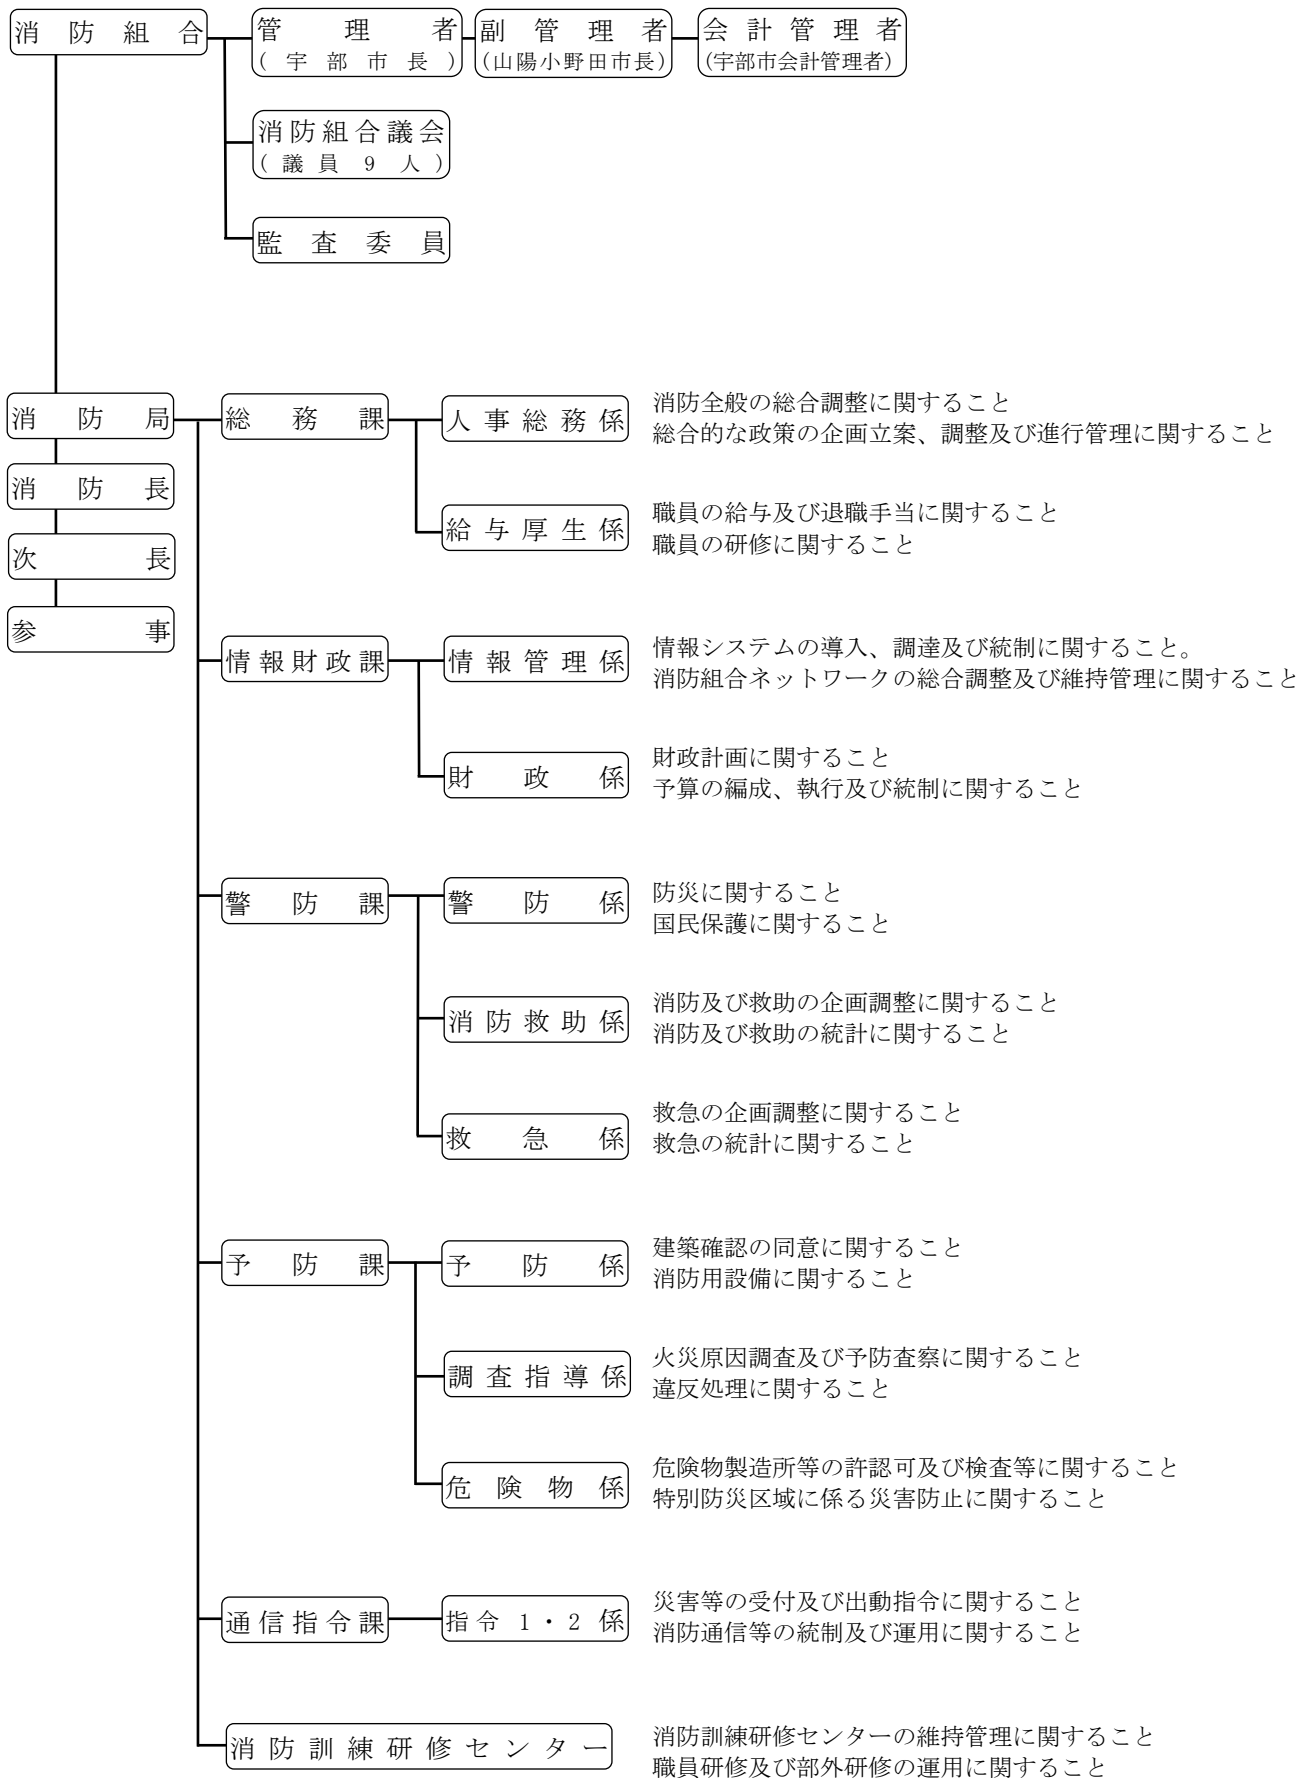 消防組合
管理者
(宇部市長)
副管理者
(山陽小野田市長)
会計管理者
(宇部市会計管理者)
消防組合議会
(議員9人)
監査委員
消防局
消防長
次長
参事
総務課
人事総務係
消防全般の総合調整に関すること
総合的な政策の企画立案、調整及び進行管理に関すること
給与厚生係
職員の給与及び退職手当に関すること
職員の研修に関すること
情報財政課
情報管理係
情報システムの導入、調達及び統制に関すること。
消防組合ネットワークの総合調整及び維持管理に関すること
財政係
財政計画に関すること
予算の編成、執行及び統制に関すること
警防課
警防係
防災に関すること
国民保護に関すること
消防救助係
消防及び救助の企画調整に関すること
消防及び救助の統計に関すること
救急係
救急の企画調整に関すること
救急の統計に関すること
予防課
予防係
建築確認の同意に関すること
消防用設備に関すること
調査指導係
火災原因調査及び予防査察に関すること
違反処理に関すること
危険物係
危険物製造所等の許認可及び検査等に関すること
特別防災区域に係る災害防止に関すること
通信指令課
指令1・2係
災害等の受付及び出動指令に関すること
消防通信等の統制及び運用に関すること
消防訓練研修センター
消防訓練研修センターの維持管理に関すること
職員研修及び部外研修の運用に関すること